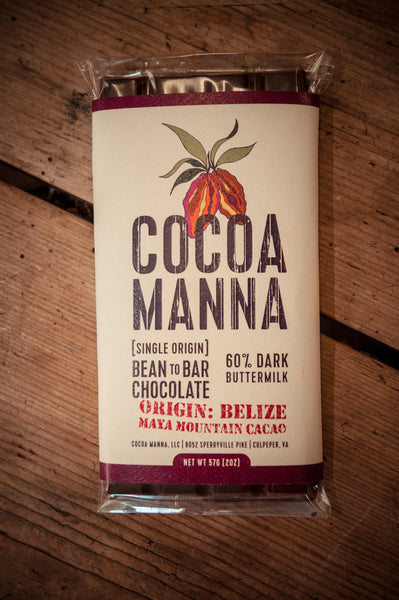 COCOA
MANNA
[SINGLE ORIGIN]
BEAN TO BAR
CHOCOLATE
60% DARK
BUTTERMILK
ORIGIN: BELIZE
MAYA MOUNTAIN CACAO
COCOA MANNA, LLC | 9052 SPERRYVILLE PIKE | CULPEPER, VA
NET WT 57G [2OZ]